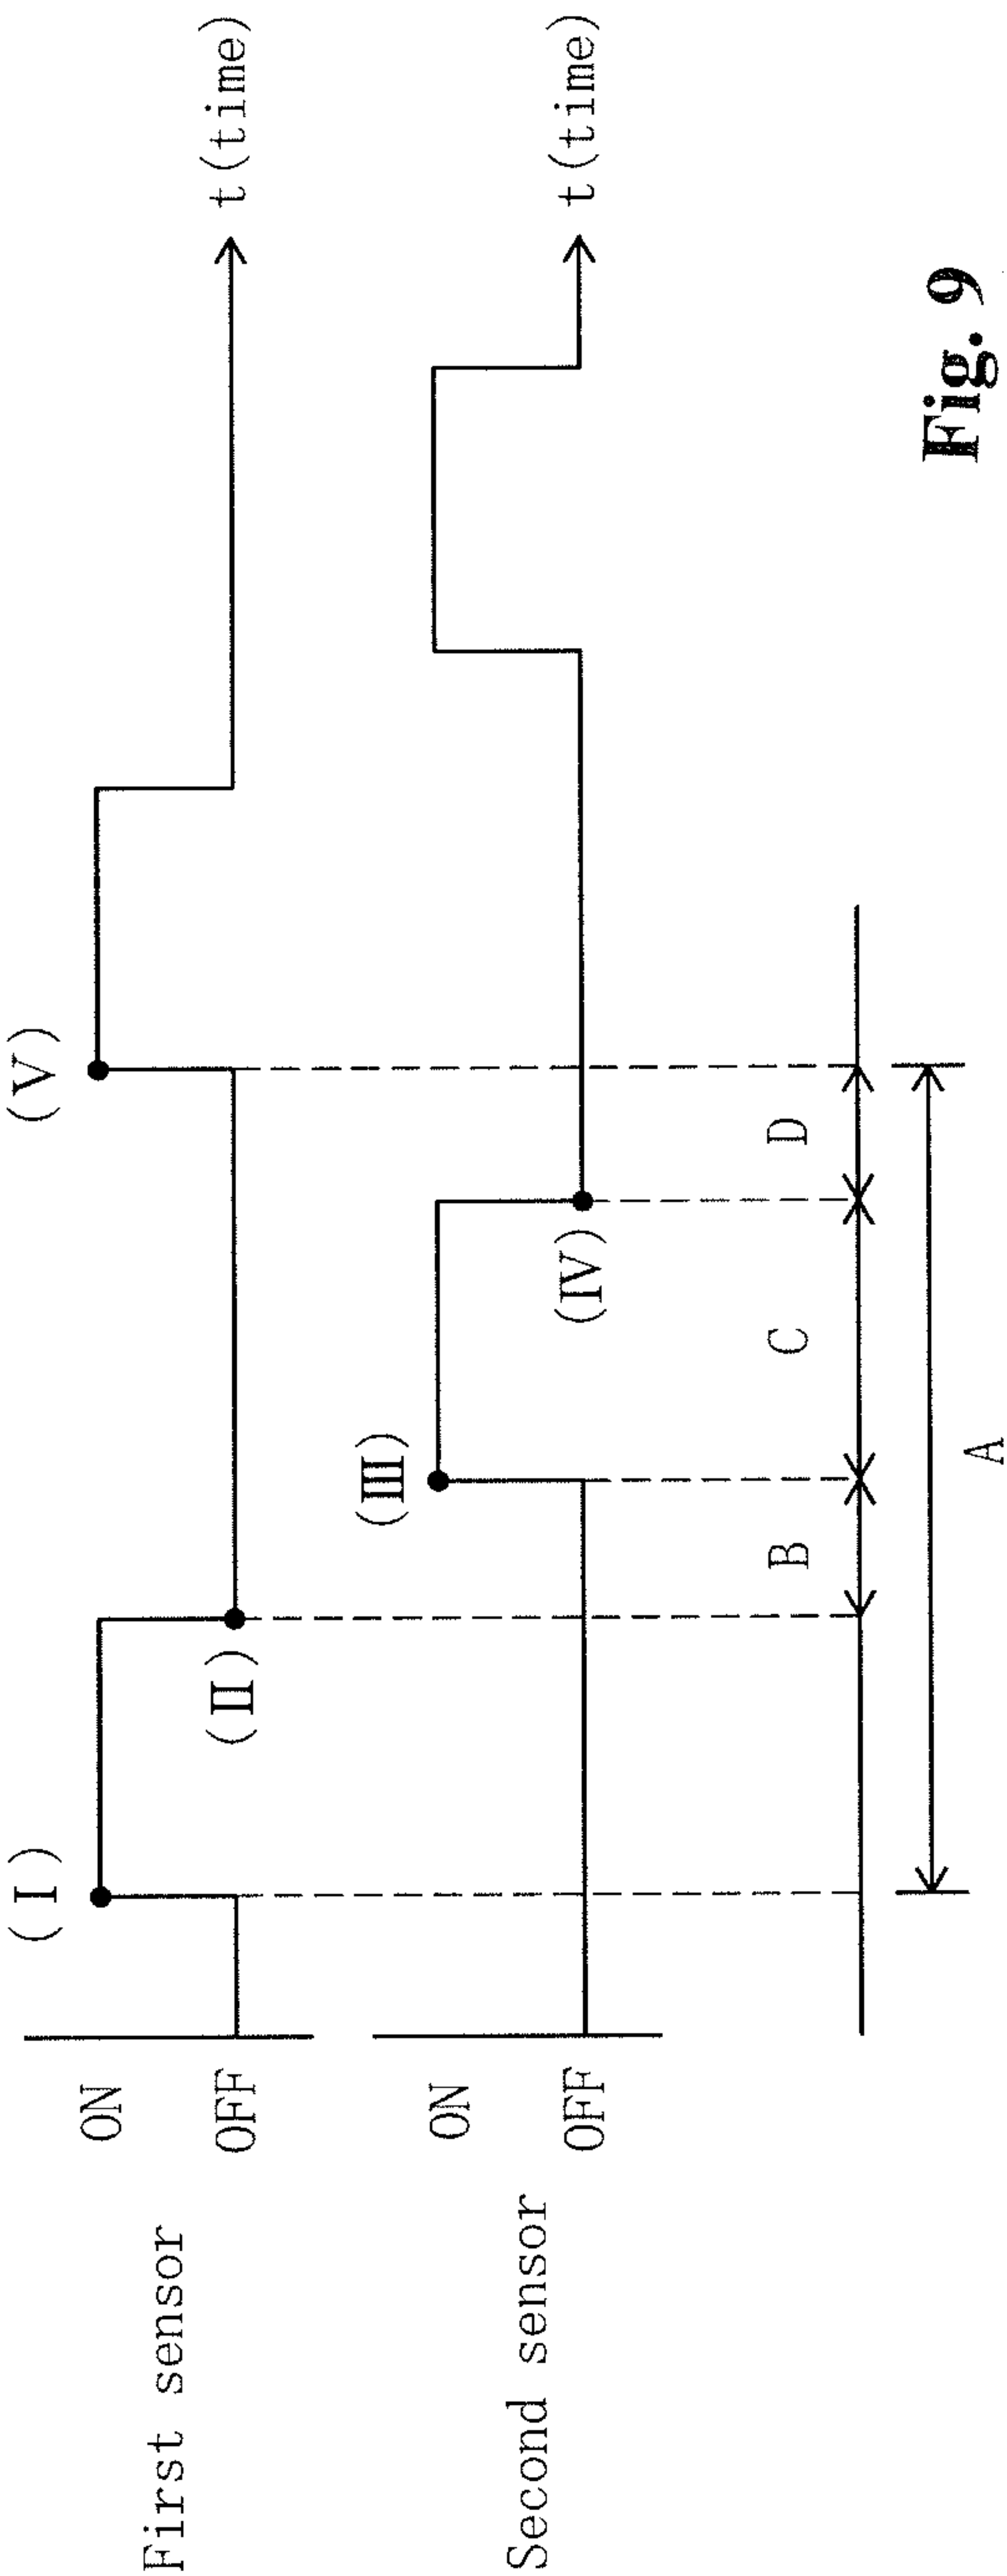 (I)
(V)
ON
First sensor
OFF
(II)
t(time)
(III)
ON
Second sensor
OFF
(IV)
t(time)
B
C
D
A
Fig. 9